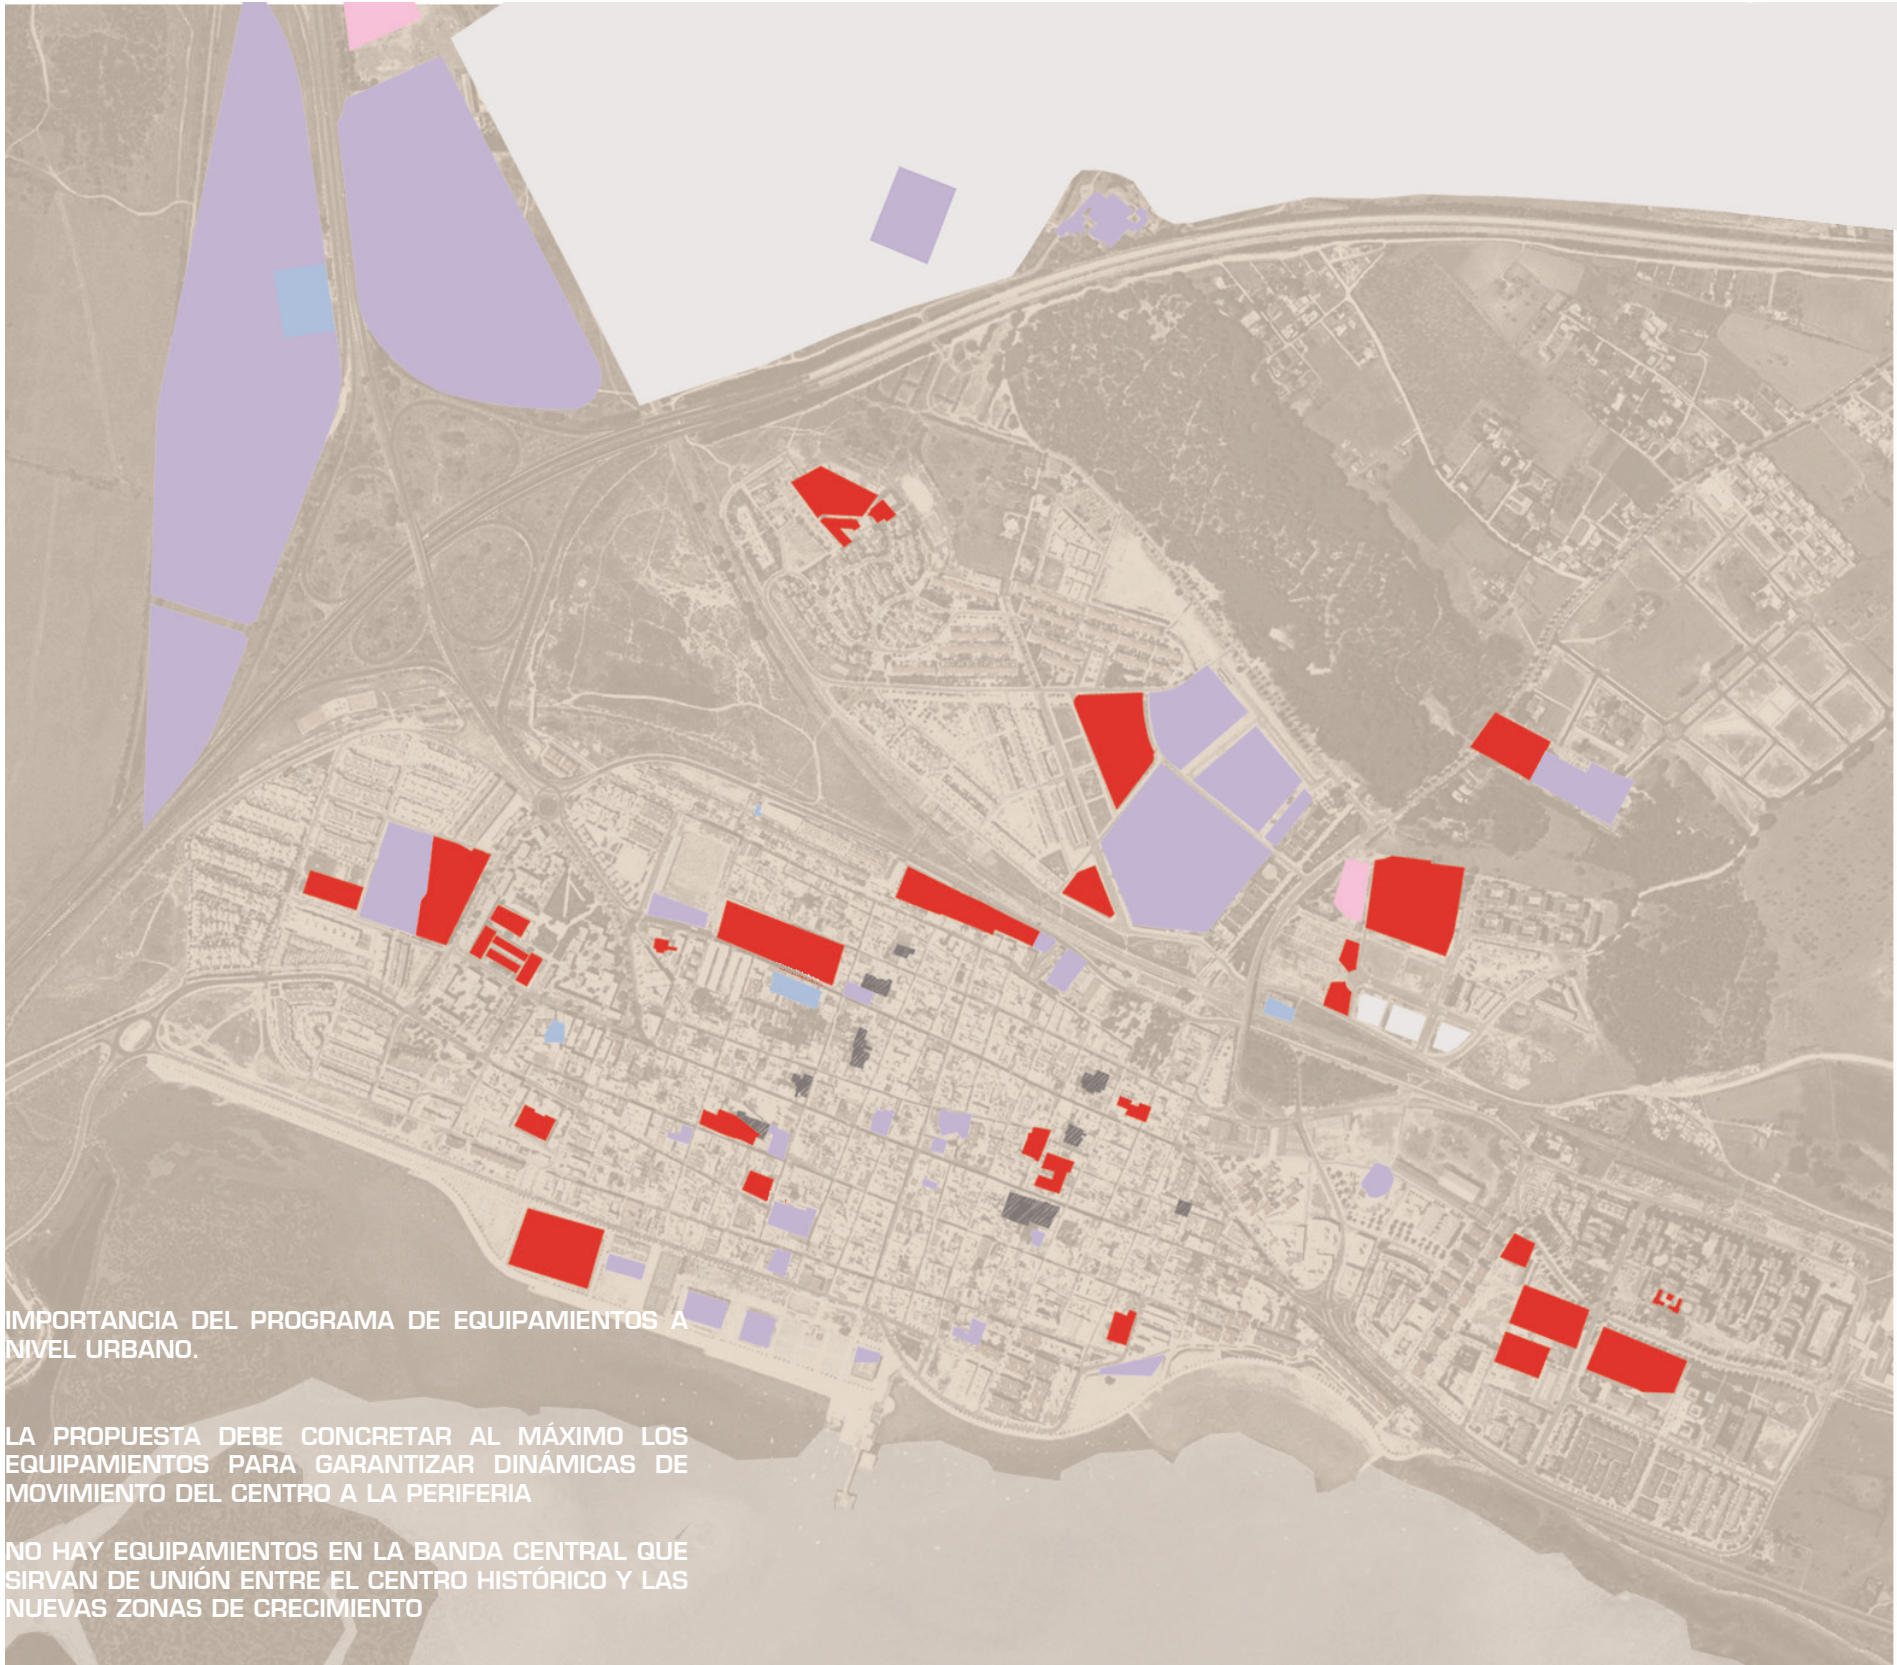 IMPORTANCIA DEL PROGRAMA DE EQUIPAMIENTOS A
NIVEL URBANO.
LA PROPUESTA DEBE CONCRETAR AL MÁXIMO LOS
EQUIPAMIENTOS PARA GARANTIZAR DINÁMICAS DE
MOVIMIENTO DEL CENTRO A LA PERIFERIA
NO HAY EQUIPAMIENTOS EN LA BANDA CENTRAL QUE
SIRVAN DE UNIÓN ENTRE EL CENTRO HISTÓRICO Y LAS
NUEVAS ZONAS DE CRECIMIENTO